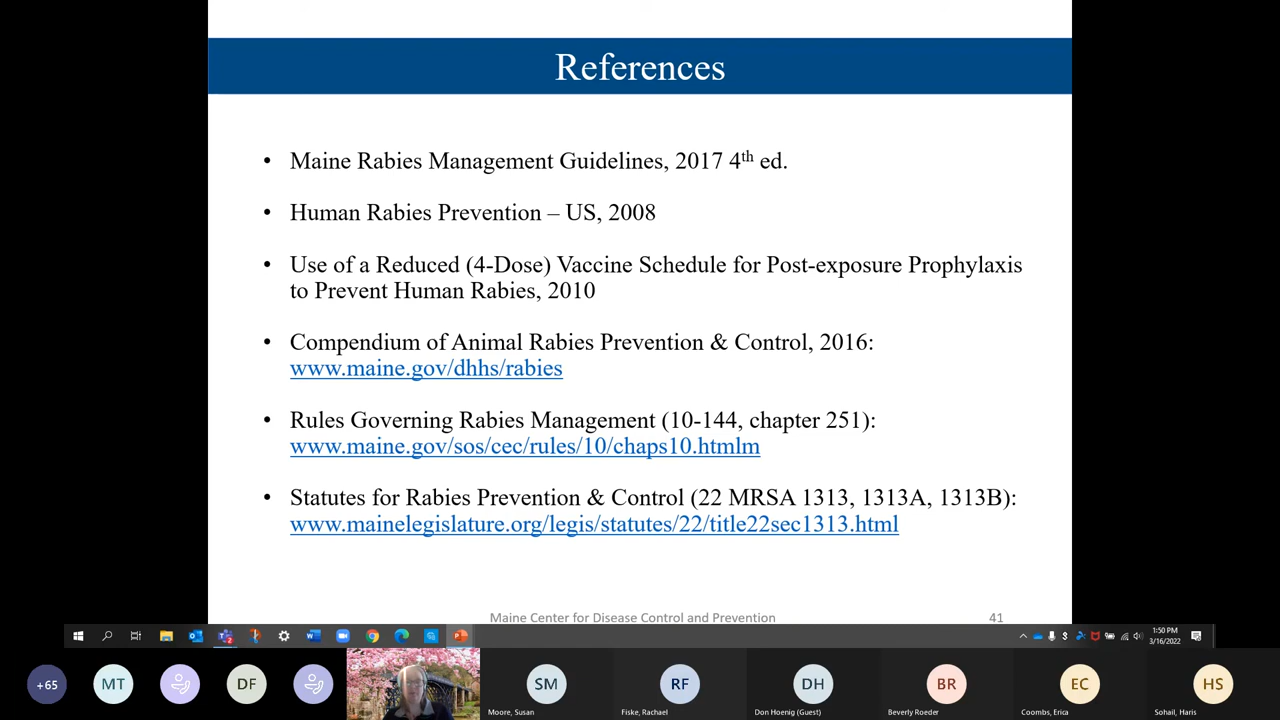 References
• Maine Rabies Management Guidelines, 2017 4th ed.
• Human Rabies Prevention – US, 2008
• Use of a Reduced (4-Dose) Vaccine Schedule for Post-exposure Prophylaxis
to Prevent Human Rabies, 2010
• Compendium of Animal Rabies Prevention & Control, 2016:
www.maine.gov/dhhs/rabies
• Rules Governing Rabies Management (10-144, chapter 251):
www.maine.gov/sos/cec/rules/10/chaps10.htmlm
• Statutes for Rabies Prevention & Control (22 MRSA 1313, 1313A, 1313B):
www.mainelegislature.org/legis/statutes/22/title22sec1313.html
Maine Center for Disease Control and Prevention 41
1:50 PM
3/16/2022
+65 MT DF SM RF DH BR EC HS
Moore, Susan Fiske, Rachael Don Hoenig (Guest) Beverly Roeder Coombs, Erica Sohail, Haris